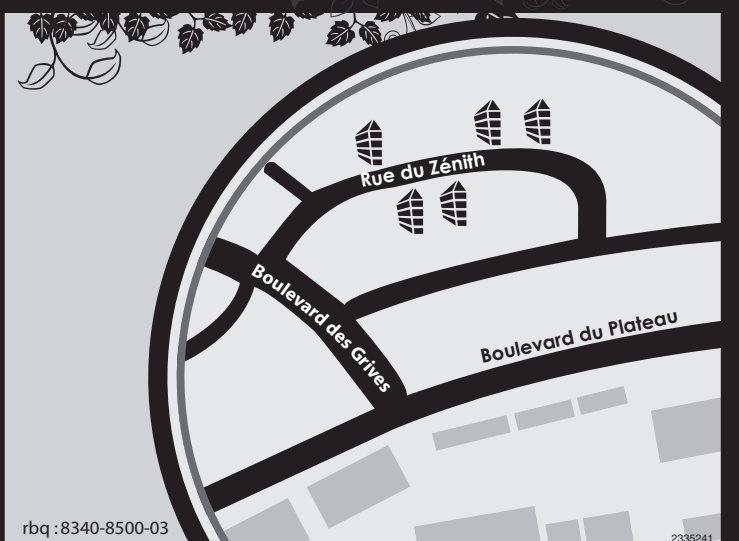 Rue du Zénith
Boulevard des Grives
Boulevard du Plateau
rbq : 8340-8500-03
2335241